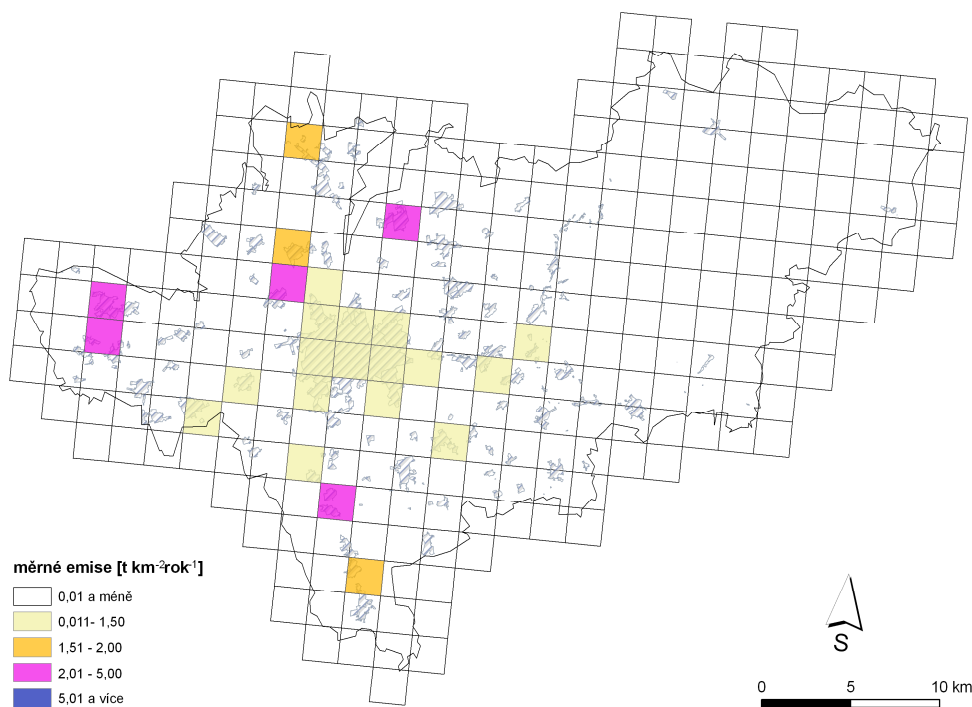 měrné emise [t km-2rok-1]
0,01 a méně
0,011- 1,50
1,51 - 2,00
2,01 - 5,00
5,01 a více
S
0 5 10 km